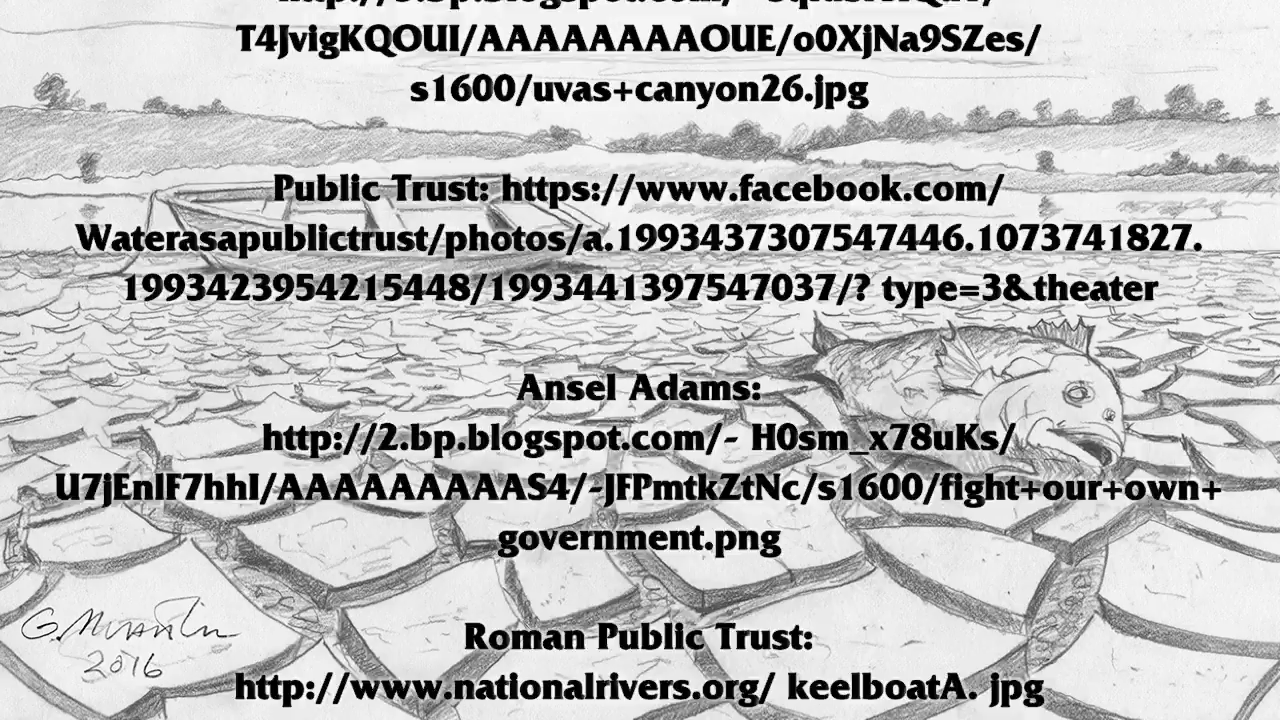 T4JvigKQOUI/AAAAAAAAOUE/o0XjNa9SZes/
s1600/uvas+canyon26.jpg
Public Trust: https://www.facebook.com/
Waterasapublictrust/photos/a.1993437307547446.1073741827.
1993423954215448/1993441397547037/? type=3&theater
Ansel Adams:
http://2.bp.blogspot.com/- H0sm_x78uKs/
U7jEnlF7hhI/AAAAAAAAAS4/-JFPmtkZtNc/s1600/fight+our+own+
government.png
Roman Public Trust:
http://www.nationalrivers.org/ keelboatA. jpg
2016